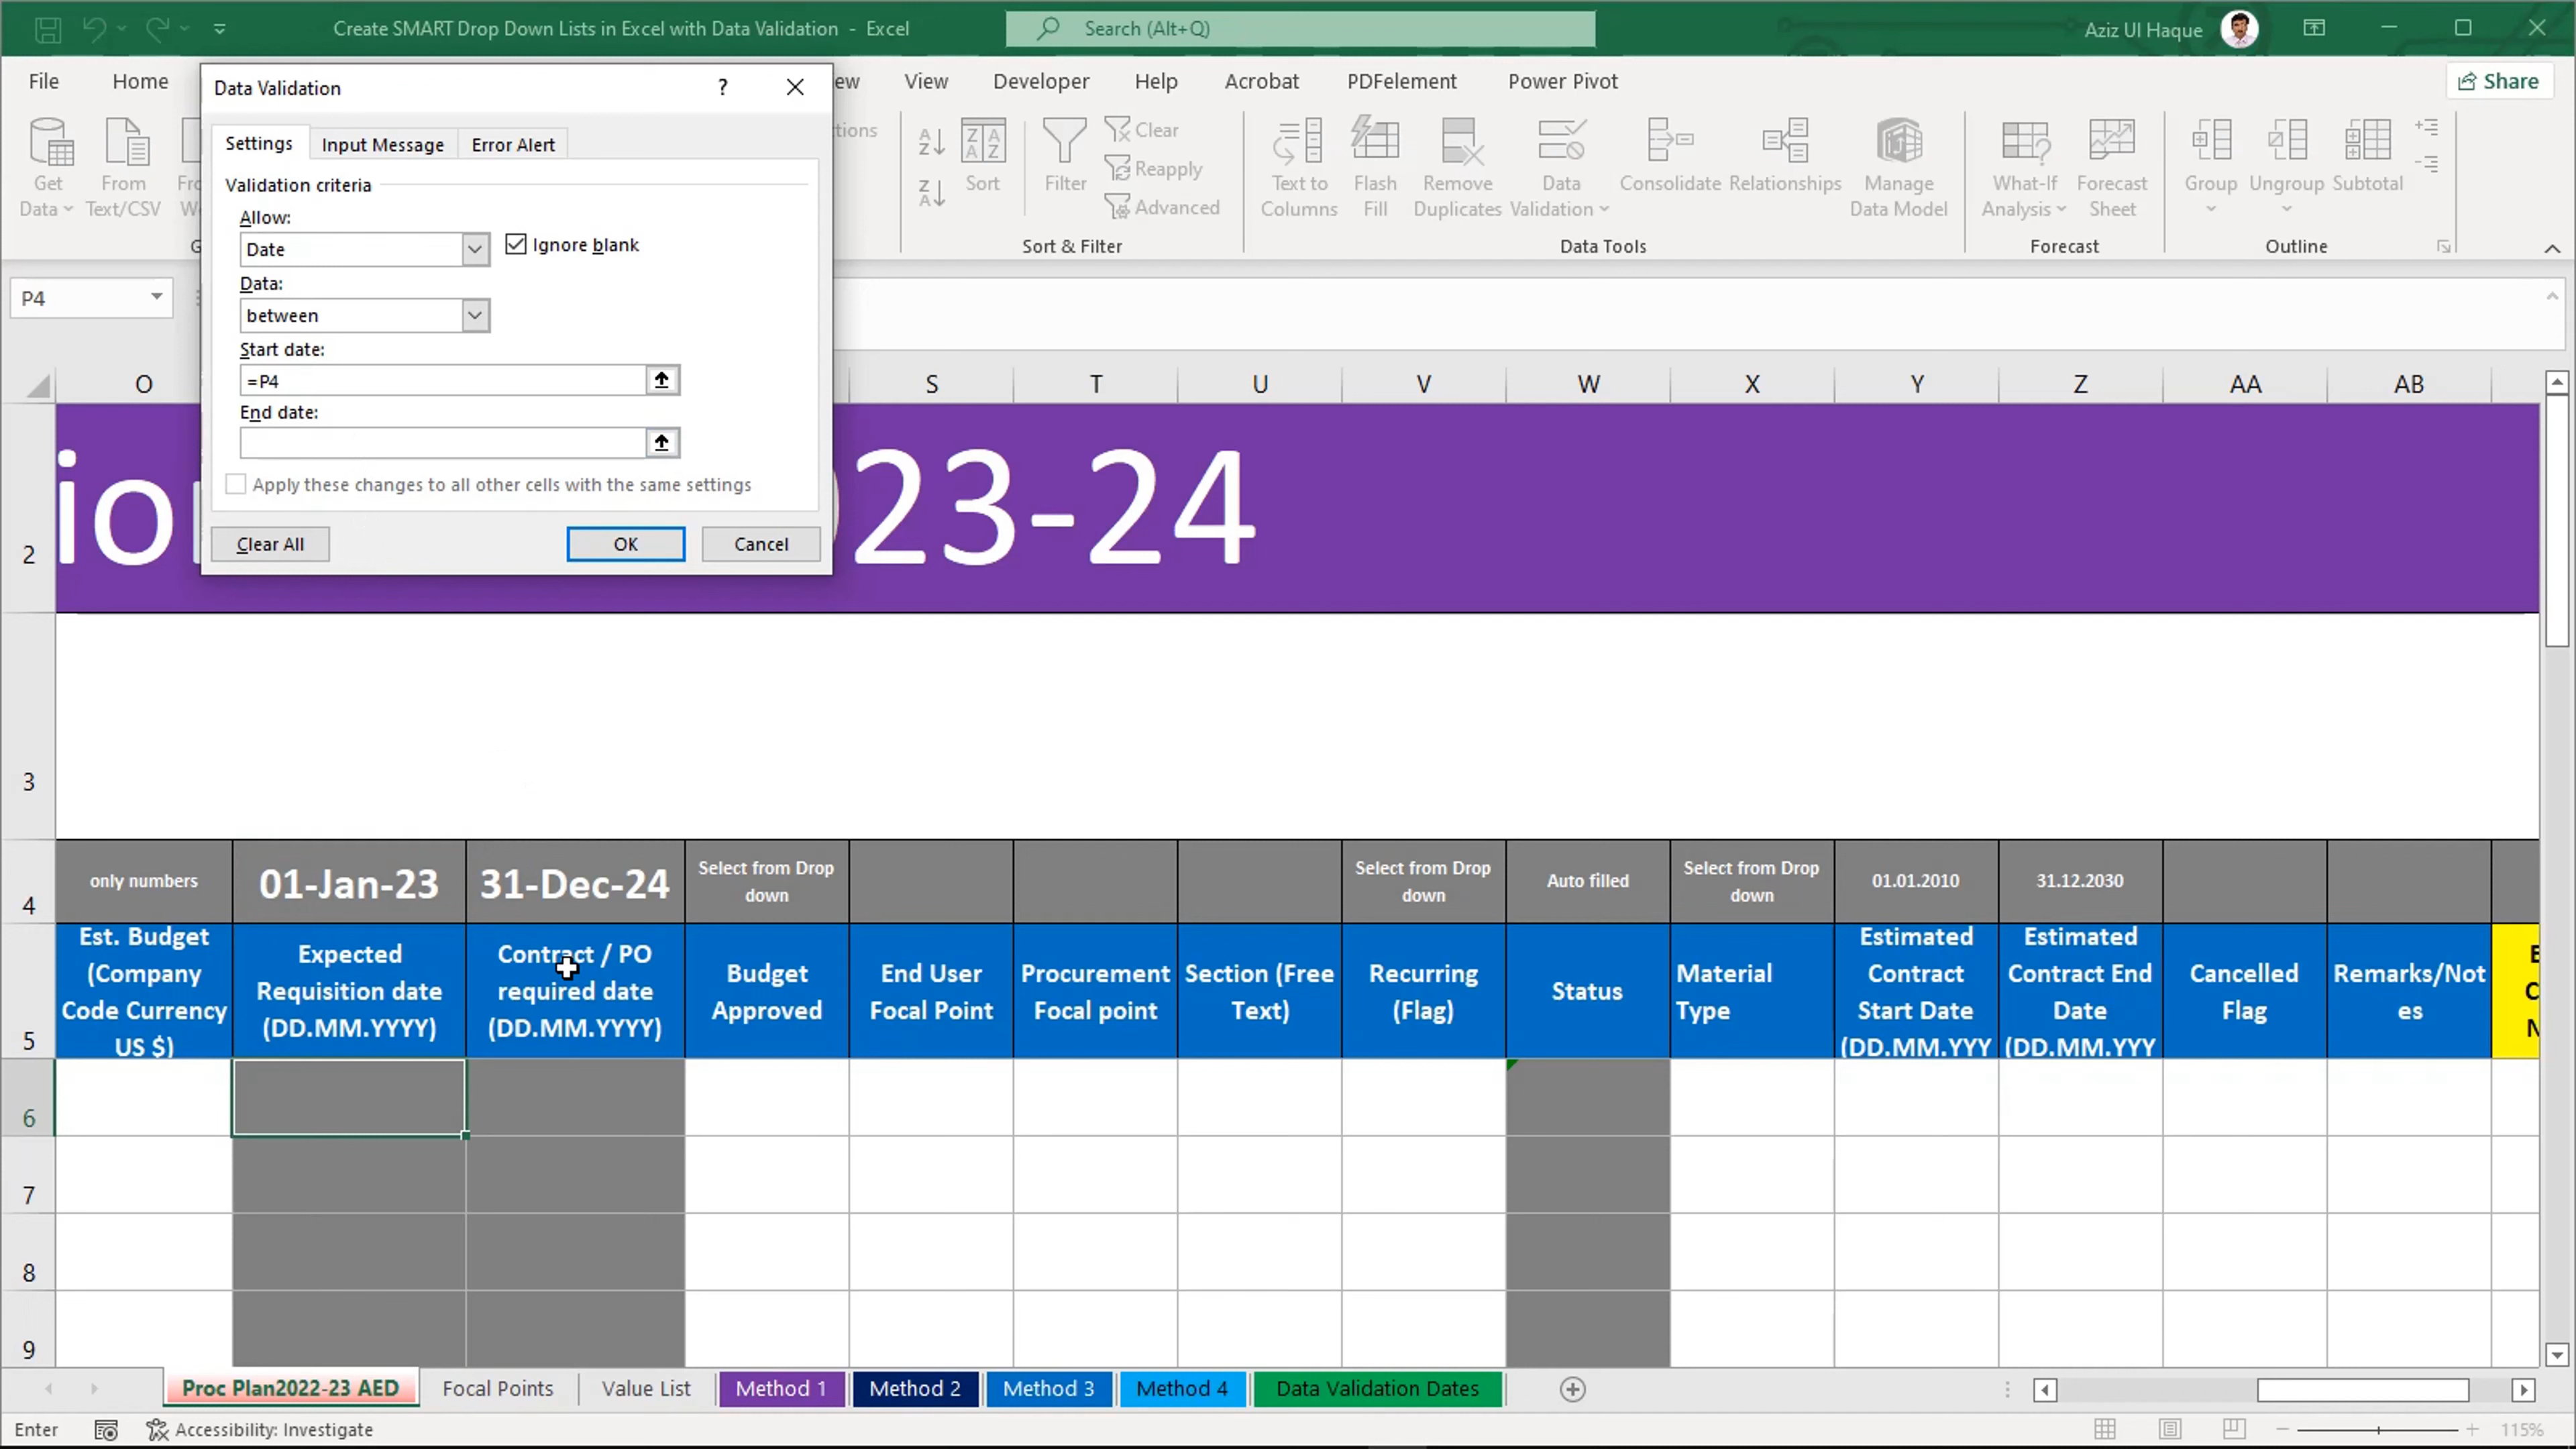 Create SMART Drop Down Lists in Excel with Data Validation - Excel
Search (Alt+Q)
Aziz Ul Haque
File
Home
View
Developer
Help
Acrobat
PDFelement
Power Pivot
Share
Data Validation
?
Settings
Input Message
Error Alert
Validation criteria
Allow:
Date
Ignore blank
Data:
between
Start date:
=P4
End date:
Apply these changes to all other cells with the same settings
Clear All
OK
Cancel
Get
Data
From
Text/CSV
Sort
Filter
Clear
Reapply
Advanced
Sort & Filter
Text to
Columns
Flash
Fill
Remove
Duplicates
Data
Validation
Consolidate
Relationships
Manage
Data Model
Data Tools
What-If
Analysis
Forecast
Sheet
Forecast
Group
Ungroup
Subtotal
Outline
P4
O S T U V W X Y Z AA AB
2
23-24
3
4
only numbers
01-Jan-23
31-Dec-24
Select from Drop
down
Select from Drop
down
Auto filled
Select from Drop
down
01.01.2010
31.12.2030
5
Est. Budget
(Company
Code Currency
US $)
Expected
Requisition date
(DD.MM.YYYY)
Contract / PO
required date
(DD.MM.YYYY)
Budget
Approved
End User
Focal Point
Procurement
Focal point
Section (Free
Text)
Recurring
(Flag)
Status
Material
Type
Estimated
Contract
Start Date
(DD.MM.YYY
Estimated
Contract End
Date
(DD.MM.YYY
Cancelled
Flag
Remarks/Not
es
6
7
8
9
Proc Plan2022-23 AED
Focal Points
Value List
Method 1
Method 2
Method 3
Method 4
Data Validation Dates
Enter
Accessibility: Investigate
115%